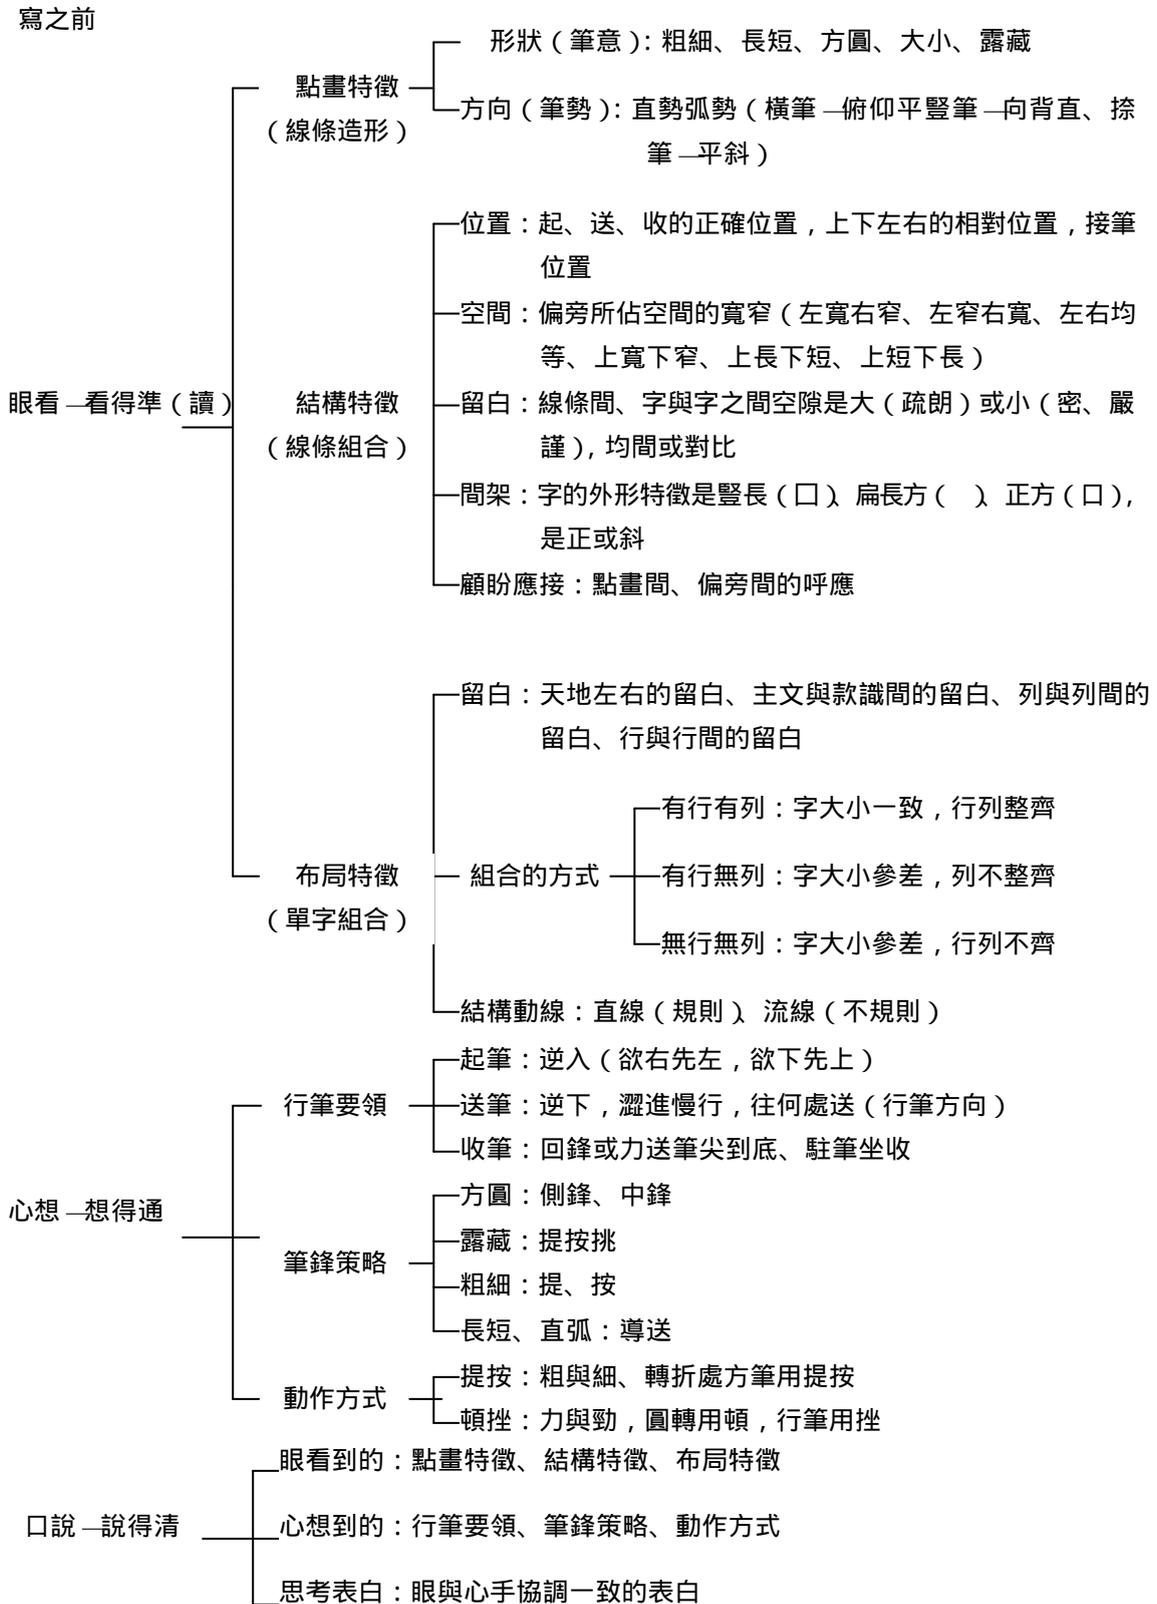 寫之前
形狀（筆意）：粗細、長短、方圓、大小、露藏
點畫特徵
（線條造形）
方向（筆勢）：直勢弧勢（橫筆—俯仰平豎筆—向背直、捺
筆—平斜）
位置：起、送、收的正確位置，上下左右的相對位置，接筆
位置
空間：偏旁所佔空間的寬窄（左寬右窄、左窄右寬、左右均
等、上寬下窄、上長下短、上短下長）
眼看—看得準（讀）
結構特徵
（線條組合）
留白：線條間、字與字之間空隙是大（疏朗）或小（密、嚴
謹），均間或對比
間架：字的外形特徵是豎長（囗）、扁長方（　）、正方（口），
是正或斜
顧盼應接：點畫間、偏旁間的呼應
留白：天地左右的留白、主文與款識間的留白、列與列間的
留白、行與行間的留白
布局特徵
（單字組合）
組合的方式
有行有列：字大小一致，行列整齊
有行無列：字大小參差，列不整齊
無行無列：字大小參差，行列不齊
結構動線：直線（規則）、流線（不規則）
心想—想得通
行筆要領
起筆：逆入（欲右先左，欲下先上）
送筆：逆下，澀進慢行，往何處送（行筆方向）
收筆：回鋒或力送筆尖到底、駐筆坐收
筆鋒策略
方圓：側鋒、中鋒
露藏：提按挑
粗細：提、按
長短、直弧：導送
動作方式
提按：粗與細、轉折處方筆用提按
頓挫：力與勁，圓轉用頓，行筆用挫
口說—說得清
眼看到的：點畫特徵、結構特徵、布局特徵
心想到的：行筆要領、筆鋒策略、動作方式
思考表白：眼與心手協調一致的表白